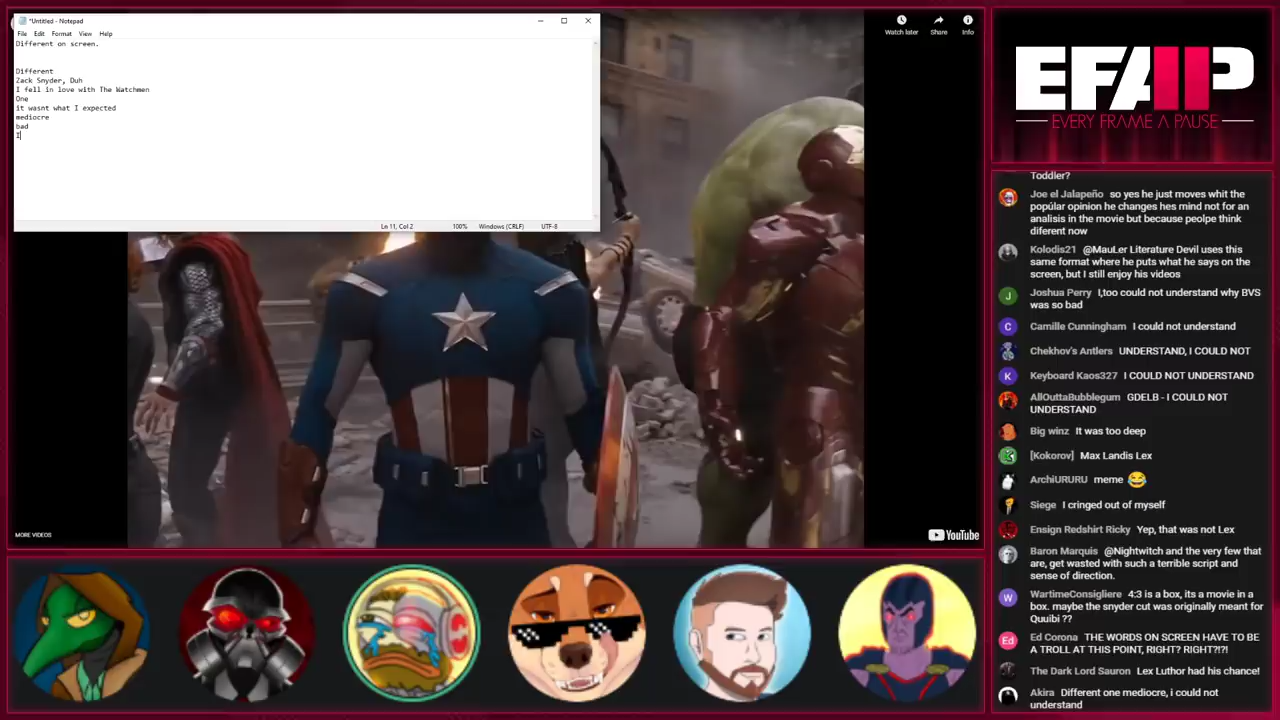 *Untitled - Notepad
File Edit Format View Help
Different on screen.
Different
Zack Snyder, Duh
I fell in love with The Watchmen
One
it wasnt what I expected
mediocre
bad
I
Ln 11, Col 2
100%
Windows (CRLF)
UTF-8
Watch later
Share
Info
MORE VIDEOS
YouTube
EFAP
EVERY FRAME A PAUSE
Toddler?
Joe el Jalapeño so yes he just moves whit the
popúlar opinion he changes hes mind not for an
analisis in the movie but because peolpe think
diferent now
Kolodis21 @MauLer Literature Devil uses this
same format where he puts what he says on the
screen, but I still enjoy his videos
Joshua Perry I,too could not understand why BVS
was so bad
Camille Cunningham I could not understand
Chekhov's Antlers UNDERSTAND, I COULD NOT
Keyboard Kaos327 I COULD NOT UNDERSTAND
AllOuttaBubblegum GDELB - I COULD NOT
UNDERSTAND
Big winz It was too deep
[Kokorov] Max Landis Lex
ArchiURURU meme
Siege I cringed out of myself
Ensign Redshirt Ricky Yep, that was not Lex
Baron Marquis @Nightwitch and the very few that
are, get wasted with such a terrible script and
sense of direction.
WartimeConsigliere 4:3 is a box, its a movie in a
box. maybe the snyder cut was originally meant for
Quuibi ??
Ed Corona THE WORDS ON SCREEN HAVE TO BE
A TROLL AT THIS POINT, RIGHT? RIGHT?!?!
The Dark Lord Sauron Lex Luthor had his chance!
Akira Different one mediocre, i could not
understand